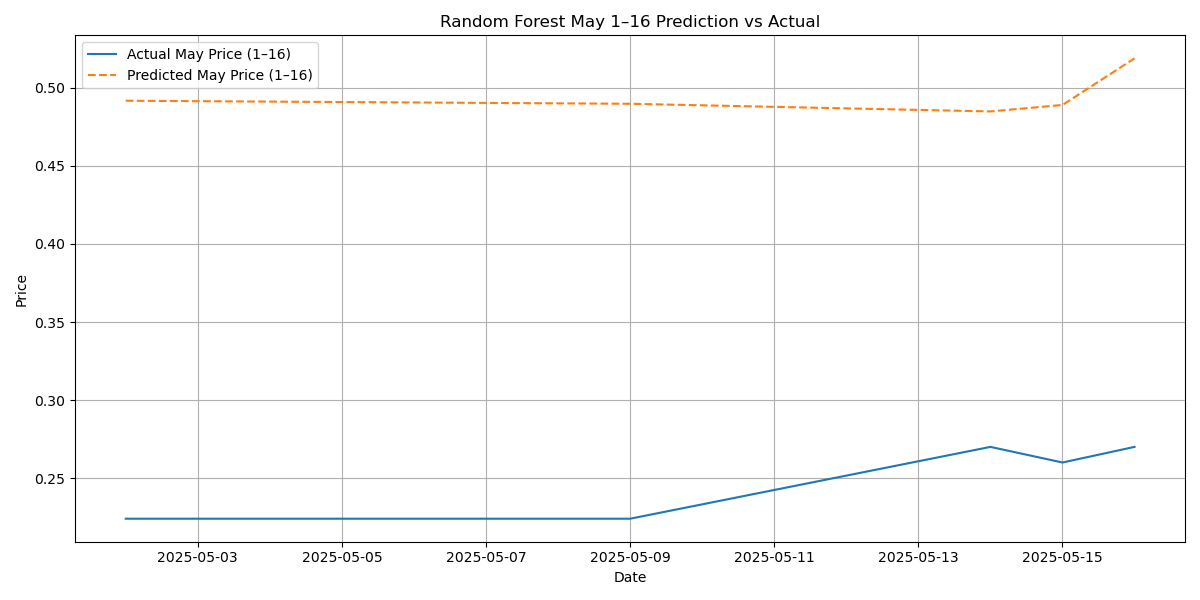 Random Forest May 1–16 Prediction vs Actual
Actual May Price (1–16)
Predicted May Price (1–16)
Price
0.50
0.45
0.40
0.35
0.30
0.25
2025-05-03 2025-05-05 2025-05-07 2025-05-09 2025-05-11 2025-05-13 2025-05-15
Date